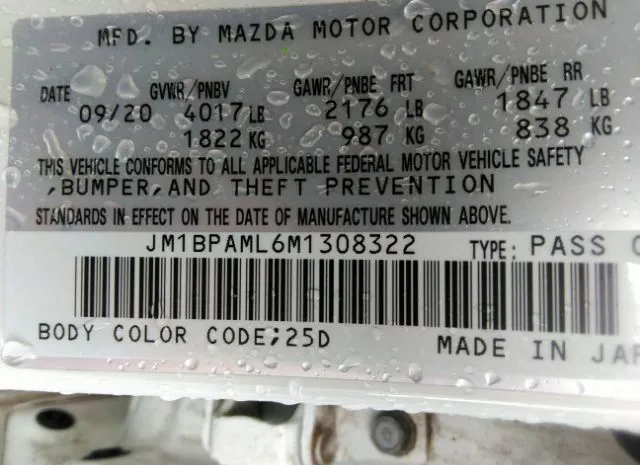 MFD. BY MAZDA MOTOR CORPORATION
DATE GVWR/PNBV GAWR/PNBE FRT GAWR/PNBE RR
09/20 4017 LB 2176 LB 1847 LB
1822 KG 987 KG 838 KG
THIS VEHICLE CONFORMS TO ALL APPLICABLE FEDERAL MOTOR VEHICLE SAFETY
,BUMPER,AND THEFT PREVENTION
STANDARDS IN EFFECT ON THE DATE OF MANUFACTURE SHOWN ABOVE.
JM1BPAML6M1308322 TYPE: PASS
BODY COLOR CODE;25D MADE IN